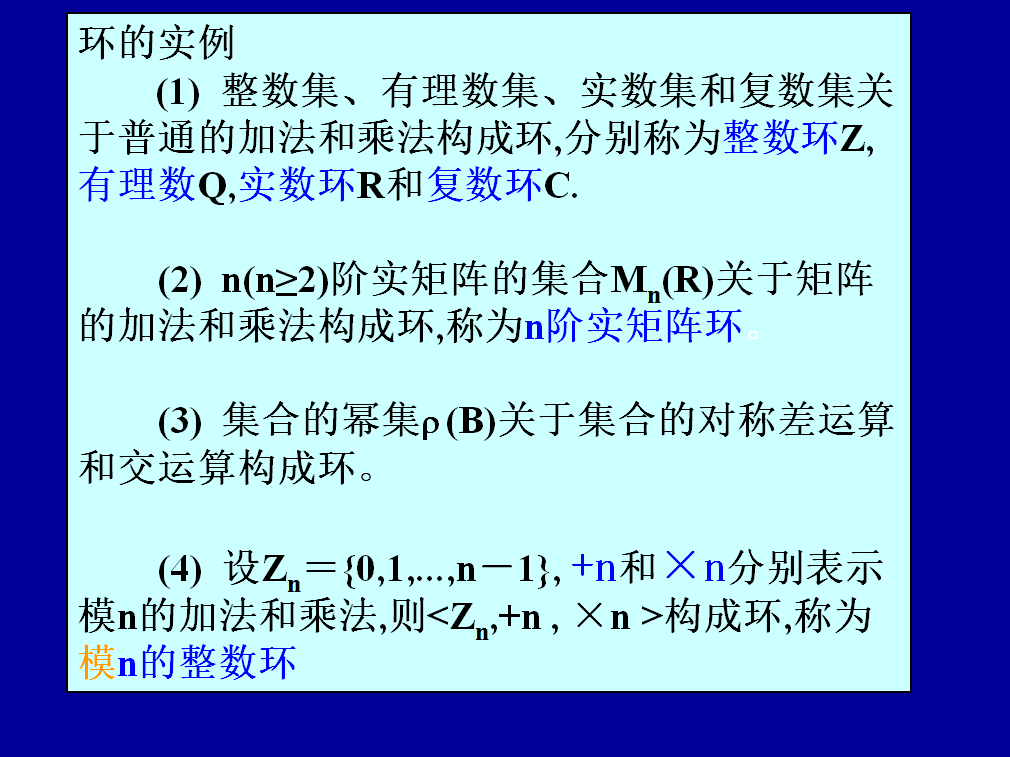 环的实例
(1) 整数集、有理数集、实数集和复数集关
于普通的加法和乘法构成环,分别称为整数环Z,
有理数Q,实数环R和复数环C.
(2) n(n≥2)阶实矩阵的集合Mn(R)关于矩阵
的加法和乘法构成环,称为n阶实矩阵环。
(3) 集合的幂集ρ(B)关于集合的对称差运算
和交运算构成环。
(4) 设Zn={0,1,...,n-1}, +n和×n分别表示
模n的加法和乘法,则<Zn,+n , ×n >构成环,称为
模n的整数环